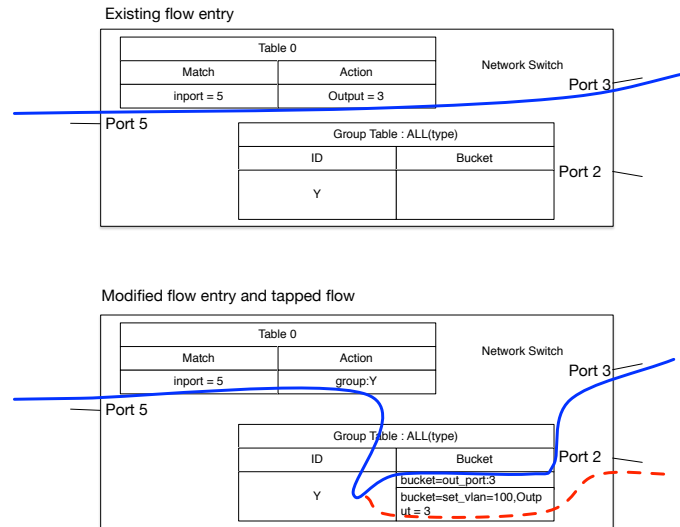 Existing flow entry
Table 0
Network Switch
Match Action
Port 3
inport = 5 Output = 3
Port 5
Group Table : ALL(type)
ID Bucket
Port 2
Y
Modified flow entry and tapped flow
Table 0
Network Switch
Match Action
Port 3
inport = 5 group:Y
Port 5
Group Table : ALL(type)
ID Bucket
Port 2
bucket=out_port:3
Y
bucket=set_vlan=100,Outp
ut = 3